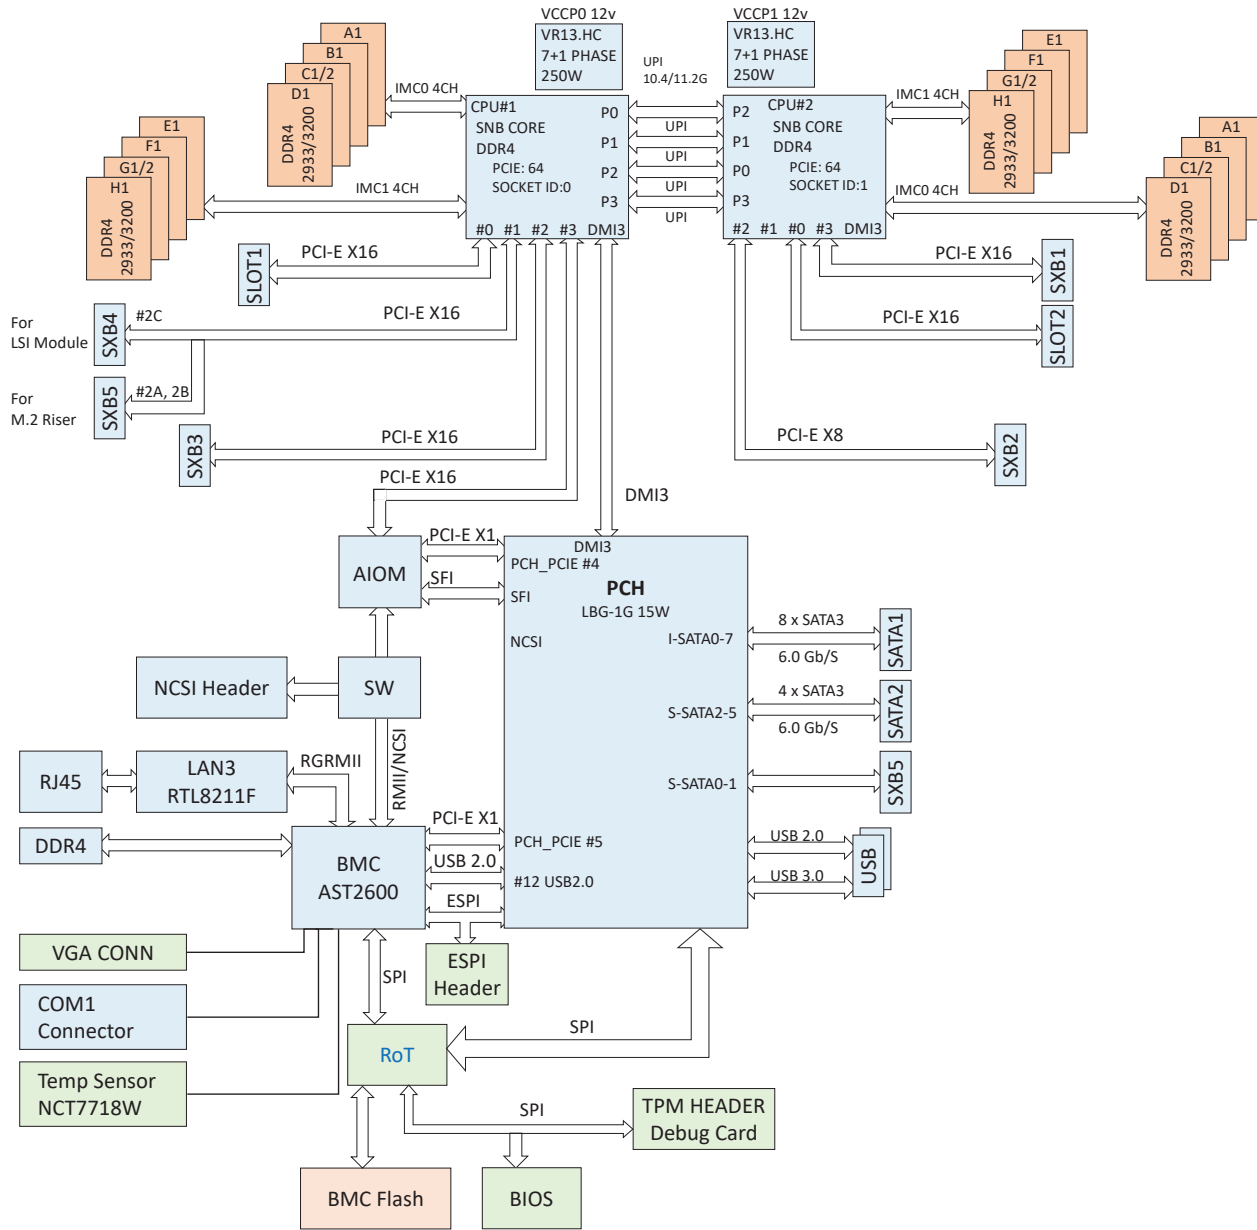 VCCP0 12v
VCCP1 12v
VR13.HC
7+1 PHASE
250W
VR13.HC
7+1 PHASE
250W
UPI
10.4/11.2G
A1
B1
C1/2
D1
DDR4
2933/3200
IMC0 4CH
E1
F1
G1/2
H1
DDR4
2933/3200
IMC1 4CH
CPU#1
SNB CORE
DDR4
PCIE: 64
SOCKET ID:0
P0
P1
P2
P3
#0 #1 #2 #3 DMI3
UPI
UPI
UPI
UPI
CPU#2
SNB CORE
DDR4
PCIE: 64
SOCKET ID:1
P2
P1
P0
P3
#2 #1 #0 #3 DMI3
IMC1 4CH
E1
F1
G1/2
H1
DDR4
2933/3200
IMC0 4CH
A1
B1
C1/2
D1
DDR4
2933/3200
SLOT1
PCI-E X16
PCI-E X16
SXB1
For
LSI Module
SXB4
#2C
PCI-E X16
PCI-E X16
SLOT2
For
M.2 Riser
SXB5
#2A, 2B
SXB3
PCI-E X16
PCI-E X8
SXB2
PCI-E X16
DMI3
AIOM
PCI-E X1
SFI
DMI3
PCH_PCIE #4
PCH
LBG-1G 15W
SFI
NCSI
I-SATA0-7
8 x SATA3
6.0 Gb/S
SATA1
NCSI Header
SW
S-SATA2-5
4 x SATA3
6.0 Gb/S
SATA2
RMII/NCSI
RJ45
LAN3
RTL8211F
RGRMII
S-SATA0-1
SXB5
DDR4
BMC
AST2600
PCI-E X1
PCH_PCIE #5
USB 2.0
#12 USB2.0
ESPI
USB 2.0
USB 3.0
USB
VGA CONN
SPI
ESPI
Header
COM1
Connector
RoT
SPI
Temp Sensor
NCT7718W
SPI
TPM HEADER
Debug Card
BMC Flash
BIOS